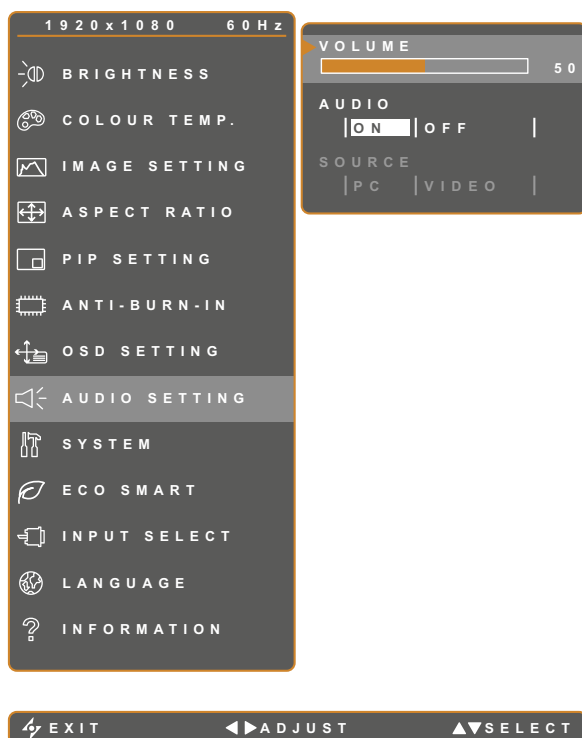 1920x1080 60Hz
BRIGHTNESS
COLOUR TEMP.
IMAGE SETTING
ASPECT RATIO
PIP SETTING
ANTI-BURN-IN
OSD SETTING
AUDIO SETTING
SYSTEM
ECO SMART
INPUT SELECT
LANGUAGE
INFORMATION
VOLUME
50
AUDIO
ON OFF
SOURCE
PC VIDEO
EXIT ADJUST SELECT